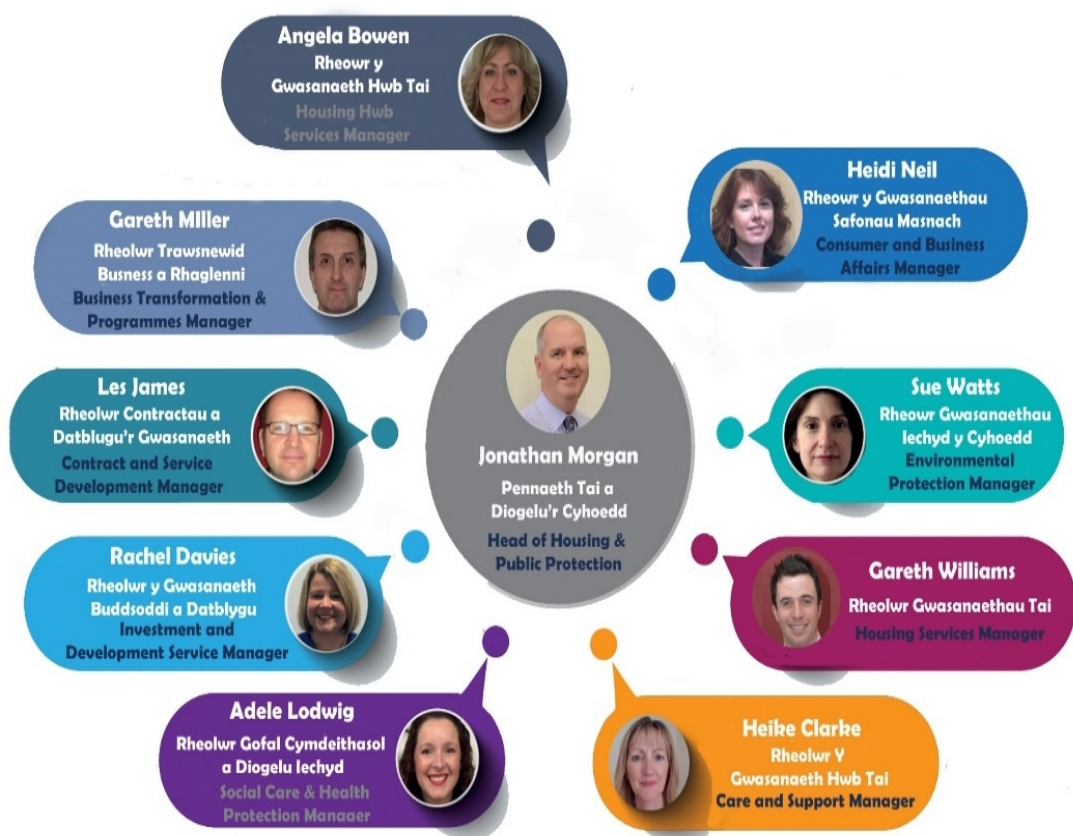 Angela Bowen
Rheowr y
Gwasanaeth Hwb Tai
Housing Hwb
Services Manager
Heidi Neil
Rheowr y Gwasanaethau
Safonau Masnach
Consumer and Business
Affairs Manager
Gareth MIller
Rheolwr Trawsnewid
Busness a Rhaglenni
Business Transformation &
Programmes Manager
Les James
Rheolwr Contractau a
Datblugu'r Gwasanaeth
Contract and Service
Development Manager
Jonathan Morgan
Pennaeth Tai a
Diogelu'r Cyhoedd
Head of Housing &
Public Protection
Sue Watts
Rheowr Gwasanaethau
Iechyd y Cyhoedd
Environmental
Protection Manager
Rachel Davies
Rheolwr y Gwasanaeth
Buddsoddi a Datblygu
Investment and
Development Service Manager
Gareth Williams
Rheolwr Gwasanaethau Tai
Housing Services Manager
Adele Lodwig
Rheolwr Gofal Cymdeithasol
a Diogelu Iechyd
Social Care & Health
Protection Manager
Heike Clarke
Rheolwr Y
Gwasanaeth Hwb Tai
Care and Support Manager